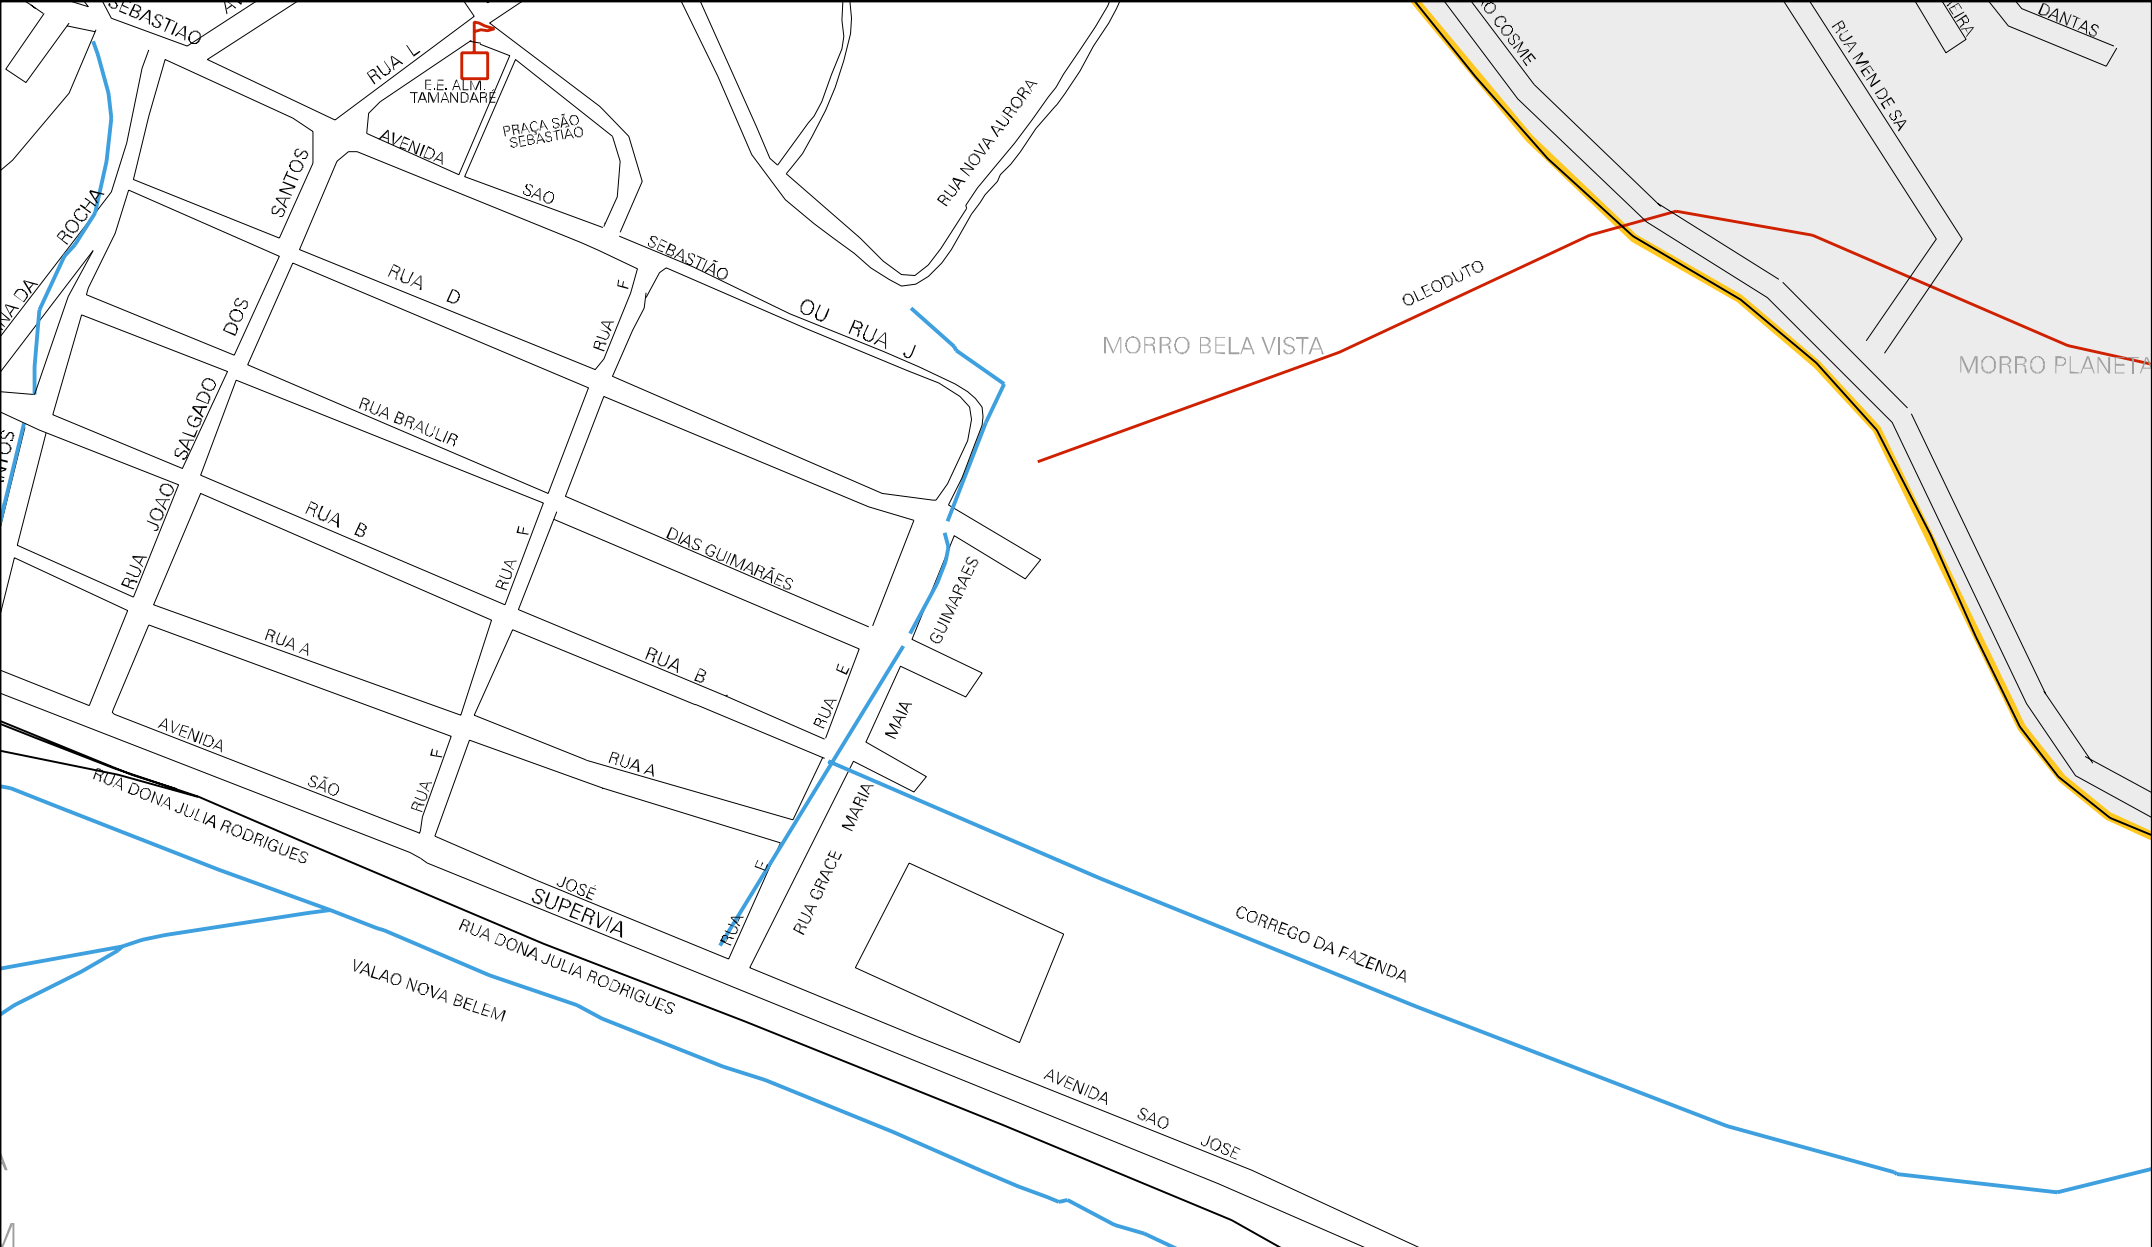 SEBASTIAO
RUA L
E.E. ALM.
TAMANDARÉ
PRAÇA SÃO
SEBASTIÃO
AVENIDA
SAO
SEBASTIÃO
OU RUA J
RUA NOVA AURORA
COSME
RUA MEN DE SA
DANTAS
OLEODUTO
MORRO BELA VISTA
MORRO PLANETA
ROCHA
DA
SANTOS
DOS
SALGADO
JOAO
RUA
RUA D
RUA F
RUA BRAULIR
DIAS GUIMARÃES
RUA B
RUA F
RUA B
RUA A
RUA A
RUA E
GUIMARAES
MAIA
MARIA
RUA GRACE
AVENIDA
SÃO
JOSÉ
RUA F
RUA E
SUPERVIA
RUA DONA JULIA RODRIGUES
RUA DONA JULIA RODRIGUES
VALAO NOVA BELEM
CORREGO DA FAZENDA
AVENIDA SAO JOSE